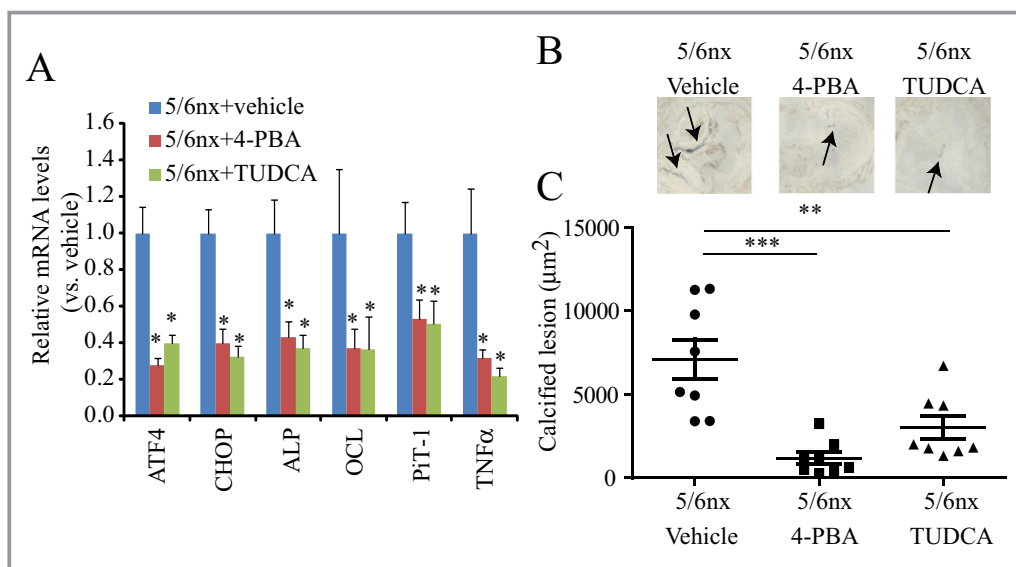 A
5/6nx+vehicle
5/6nx+4-PBA
5/6nx+TUDCA
Relative mRNA levels
(vs. vehicle)
1.6
1.4
1.2
1.0
0.8
0.6
0.4
0.2
0.0
* * * * * * * * ** * *
ATF4
CHOP
ALP
OCL
PiT-1
TNFα
B
5/6nx 5/6nx 5/6nx
Vehicle 4-PBA TUDCA
C
Calcified lesion (μm²)
15000
10000
5000
0
**
***
5/6nx 5/6nx 5/6nx
Vehicle 4-PBA TUDCA